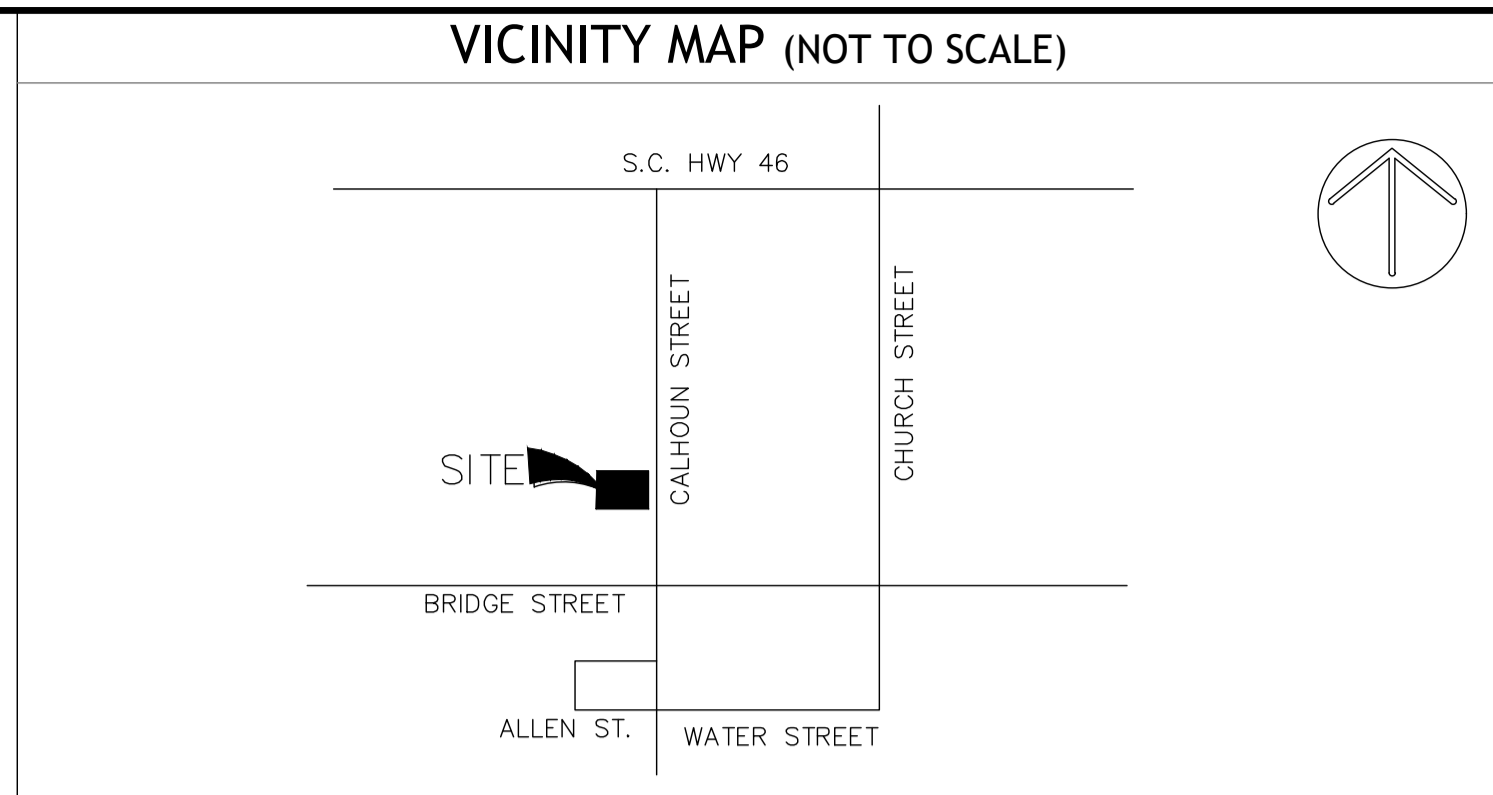 VICINITY MAP (NOT TO SCALE)
S.C. HWY 46
CALHOUN STREET
CHURCH STREET
SITE
BRIDGE STREET
ALLEN ST.
WATER STREET